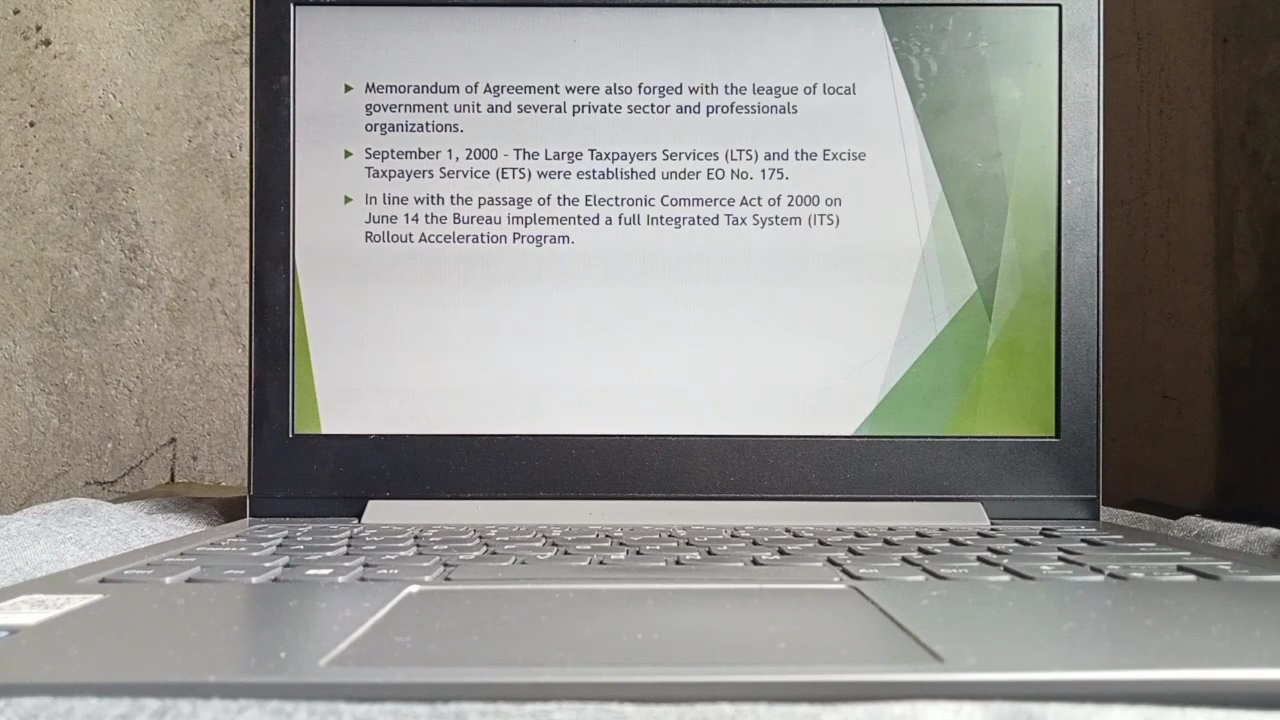 Memorandum of Agreement were also forged with the league of local
government unit and several private sector and professionals
organizations.
September 1, 2000 - The Large Taxpayers Services (LTS) and the Excise
Taxpayers Service (ETS) were established under EO No. 175.
In line with the passage of the Electronic Commerce Act of 2000 on
June 14 the Bureau implemented a full Integrated Tax System (ITS)
Rollout Acceleration Program.